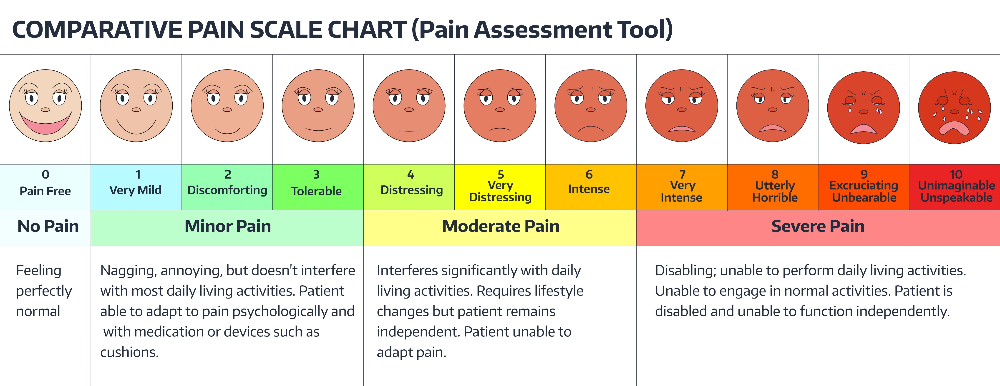 COMPARATIVE PAIN SCALE CHART (Pain Assessment Tool)
0
Pain Free
1
Very Mild
2
Discomforting
3
Tolerable
4
Distressing
5
Very
Distressing
6
Intense
7
Very
Intense
8
Utterly
Horrible
9
Excruciating
Unbearable
10
Unimaginable
Unspeakable
No Pain
Minor Pain
Moderate Pain
Severe Pain
Feeling
perfectly
normal
Nagging, annoying, but doesn't interfere
with most daily living activities. Patient
able to adapt to pain psychologically and
with medication or devices such as
cushions.
Interferes significantly with daily
living activities. Requires lifestyle
changes but patient remains
independent. Patient unable to
adapt pain.
Disabling; unable to perform daily living activities.
Unable to engage in normal activities. Patient is
disabled and unable to function independently.